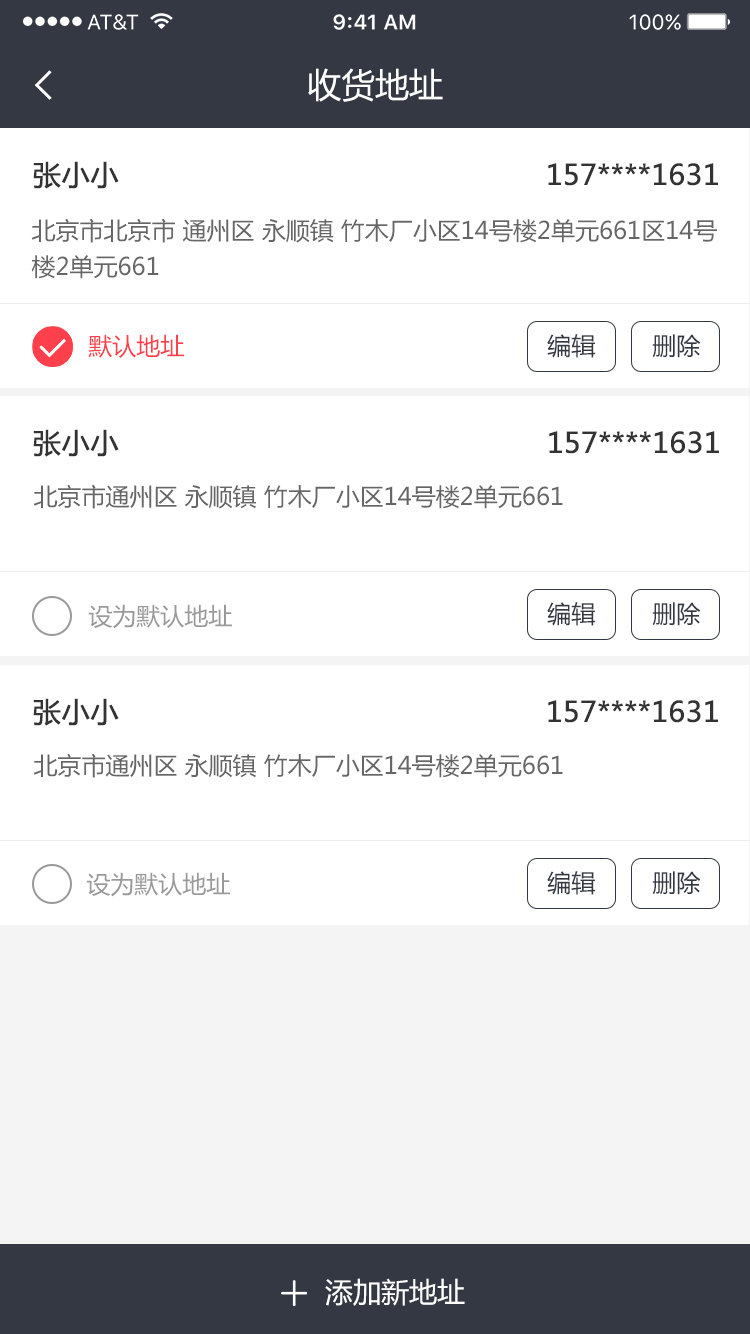 AT&T 9:41 AM 100%
收货地址
张小小 157****1631
北京市北京市 通州区 永顺镇 竹木厂小区14号楼2单元661区14号
楼2单元661
默认地址 编辑 删除
张小小 157****1631
北京市通州区 永顺镇 竹木厂小区14号楼2单元661
设为默认地址 编辑 删除
张小小 157****1631
北京市通州区 永顺镇 竹木厂小区14号楼2单元661
设为默认地址 编辑 删除
添加新地址